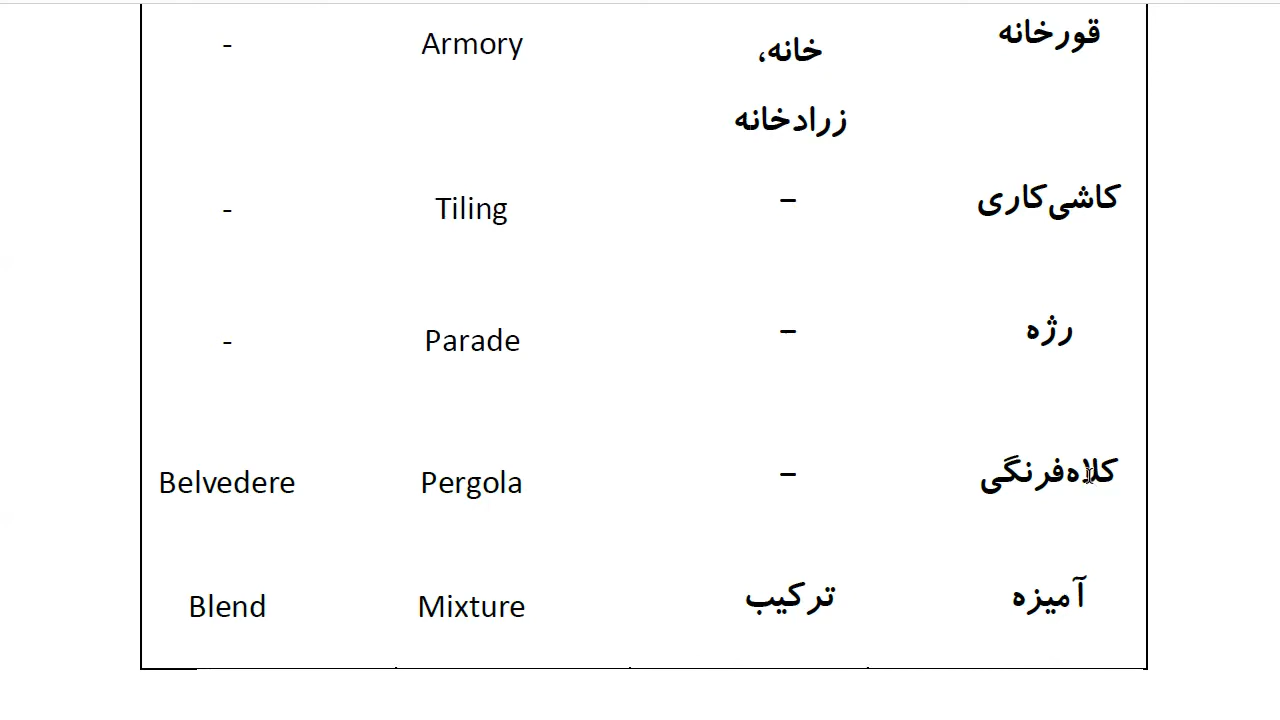 قورخانه
خانه،
زرادخانه
Armory
-
کاشی‌کاری
–
Tiling
-
رژه
–
Parade
-
کلاه‌فرنگی
–
Pergola
Belvedere
آمیزه
ترکیب
Mixture
Blend